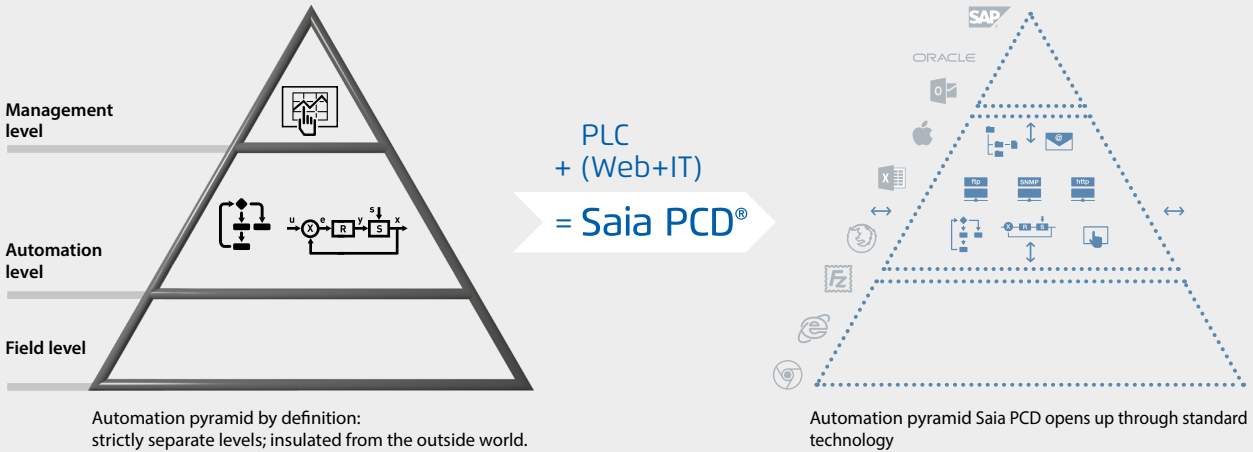 Management
level
Automation
level
Field level
u
e
y
s
x
X
R
S
Automation pyramid by definition:
strictly separate levels; insulated from the outside world.
PLC
+ (Web+IT)
= Saia PCD®
SAP
ORACLE
O
X
Fz
@
ftp
SNMP
http
X
R
S
Automation pyramid Saia PCD opens up through standard
technology